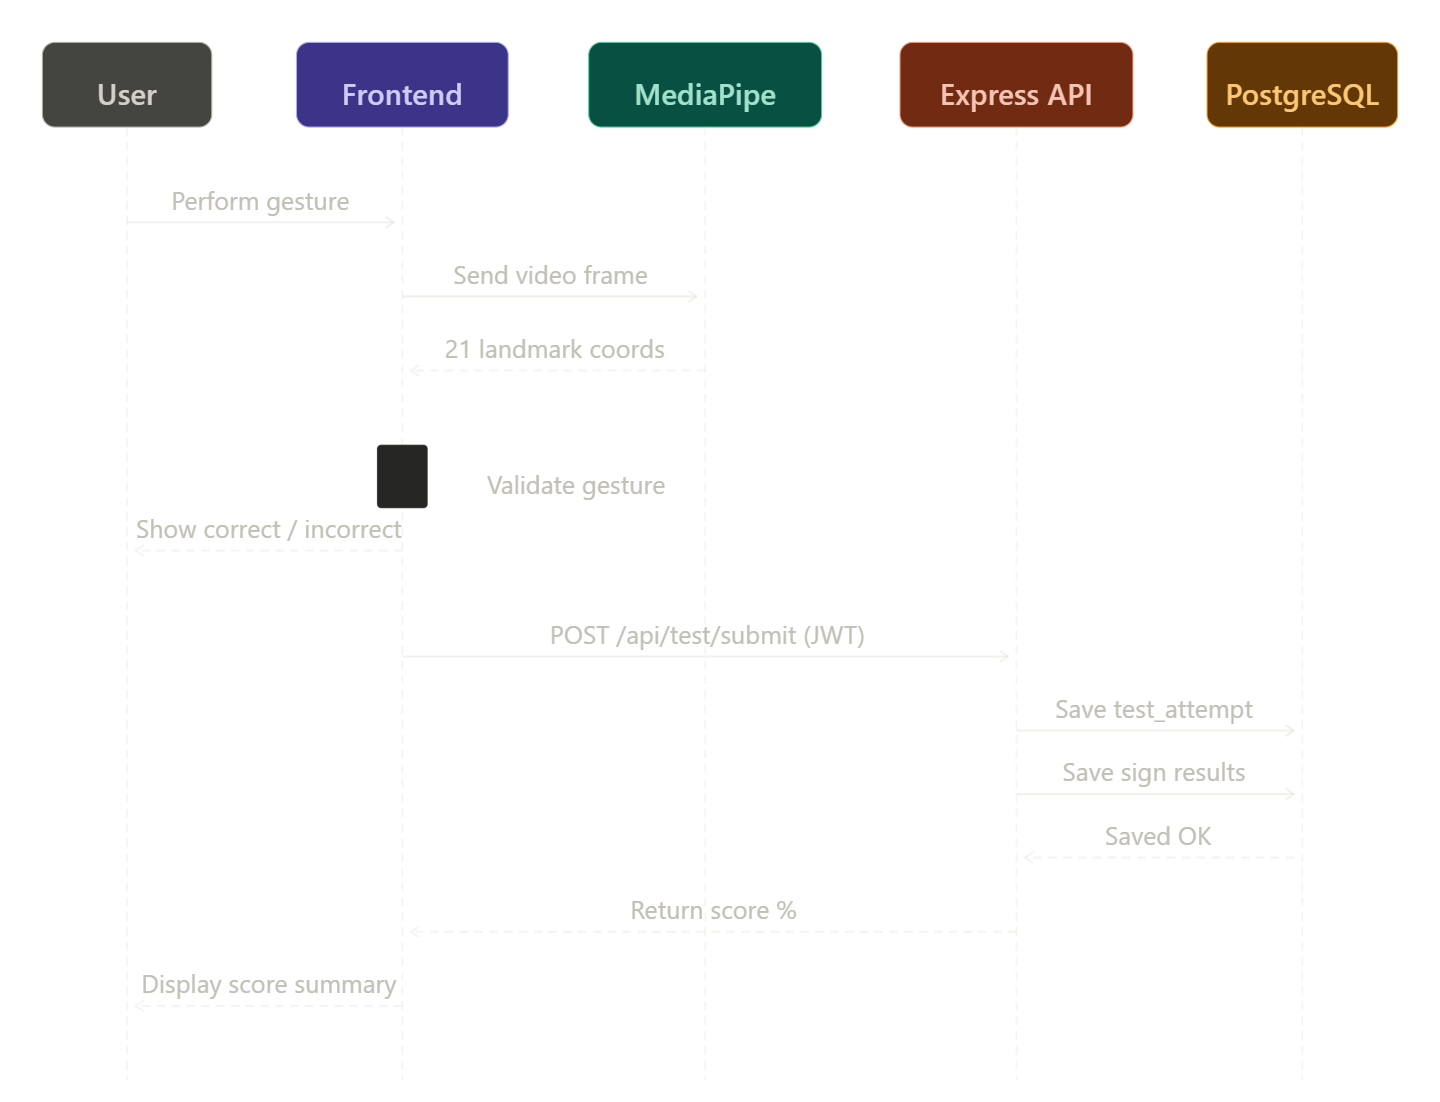 User
Frontend
MediaPipe
Express API
PostgreSQL
Perform gesture
Send video frame
21 landmark coords
Validate gesture
Show correct / incorrect
POST /api/test/submit (JWT)
Save test_attempt
Save sign results
Saved OK
Return score %
Display score summary